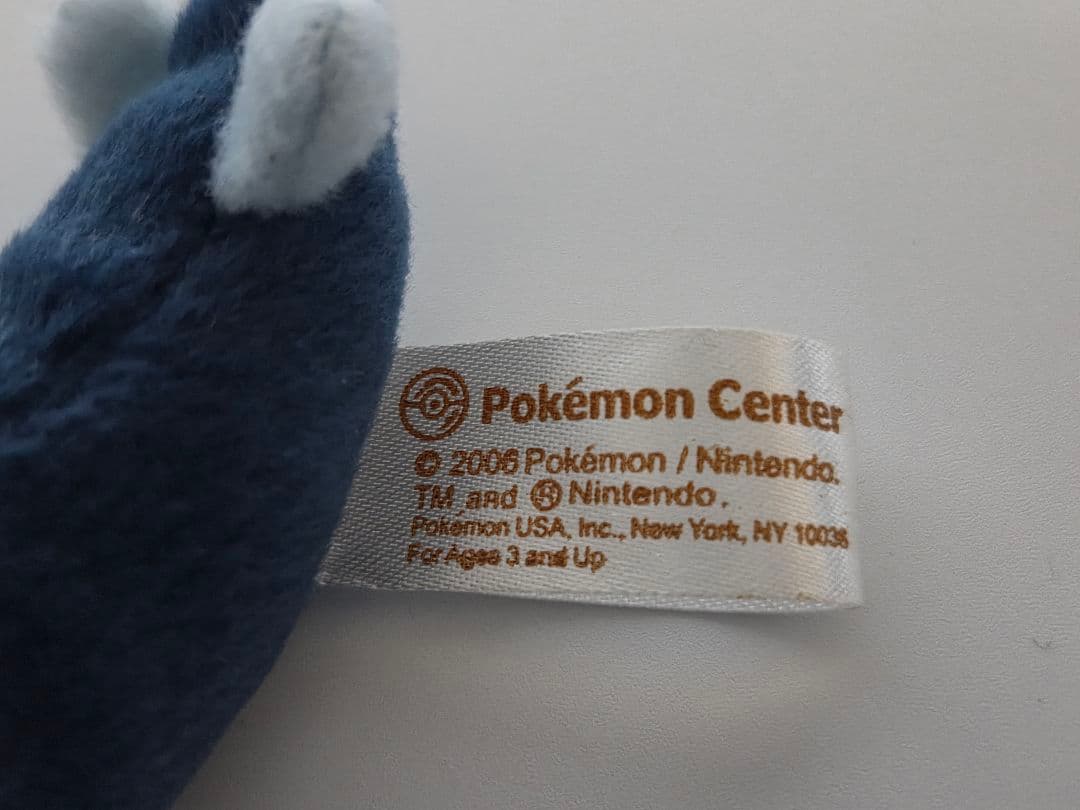 Pokémon Center
© 2006 Pokémon / Nintendo.
TM and ® Nintendo.
Pokémon USA, Inc., New York, NY 10036
For Ages 3 and Up